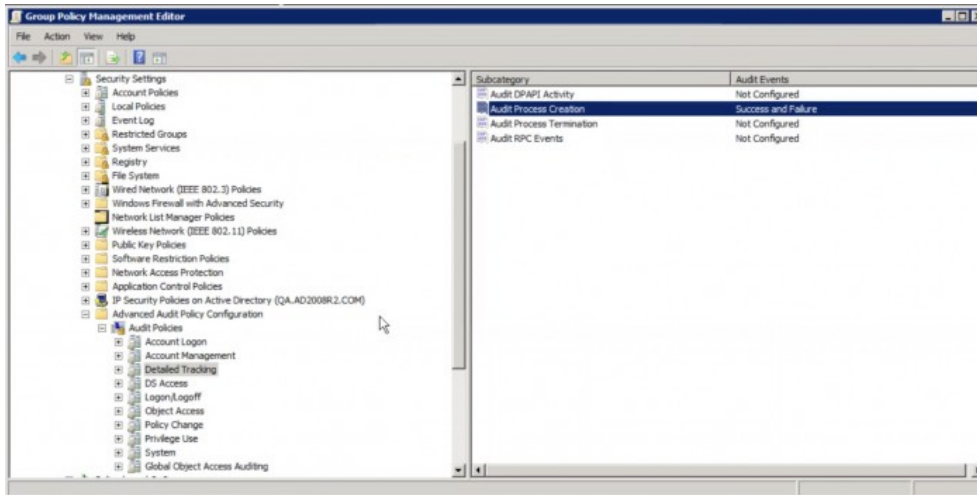 Group Policy Management Editor
File Action View Help
Security Settings
Account Policies
Local Policies
Event Log
Restricted Groups
System Services
Registry
File System
Wired Network (IEEE 802.3) Policies
Windows Firewall with Advanced Security
Network List Manager Policies
Wireless Network (IEEE 802.11) Policies
Public Key Policies
Software Restriction Policies
Network Access Protection
Application Control Policies
IP Security Policies on Active Directory (QA.AD2008R2.COM)
Advanced Audit Policy Configuration
Audit Policies
Account Logon
Account Management
Detailed Tracking
DS Access
Logon/Logoff
Object Access
Policy Change
Privilege Use
System
Global Object Access Auditing
Subcategory Audit Events
Audit DPAPI Activity Not Configured
Audit Process Creation Success and Failure
Audit Process Termination Not Configured
Audit RPC Events Not Configured